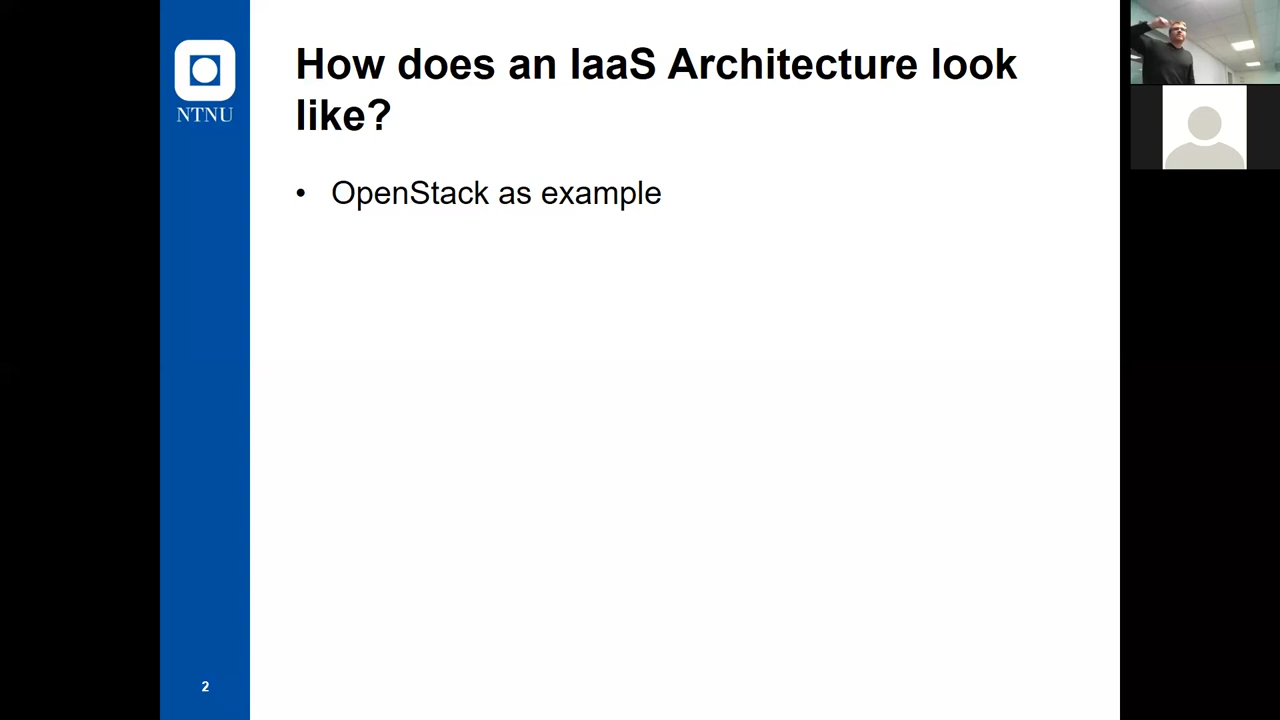 NTNU
How does an IaaS Architecture look
like?
• OpenStack as example
2